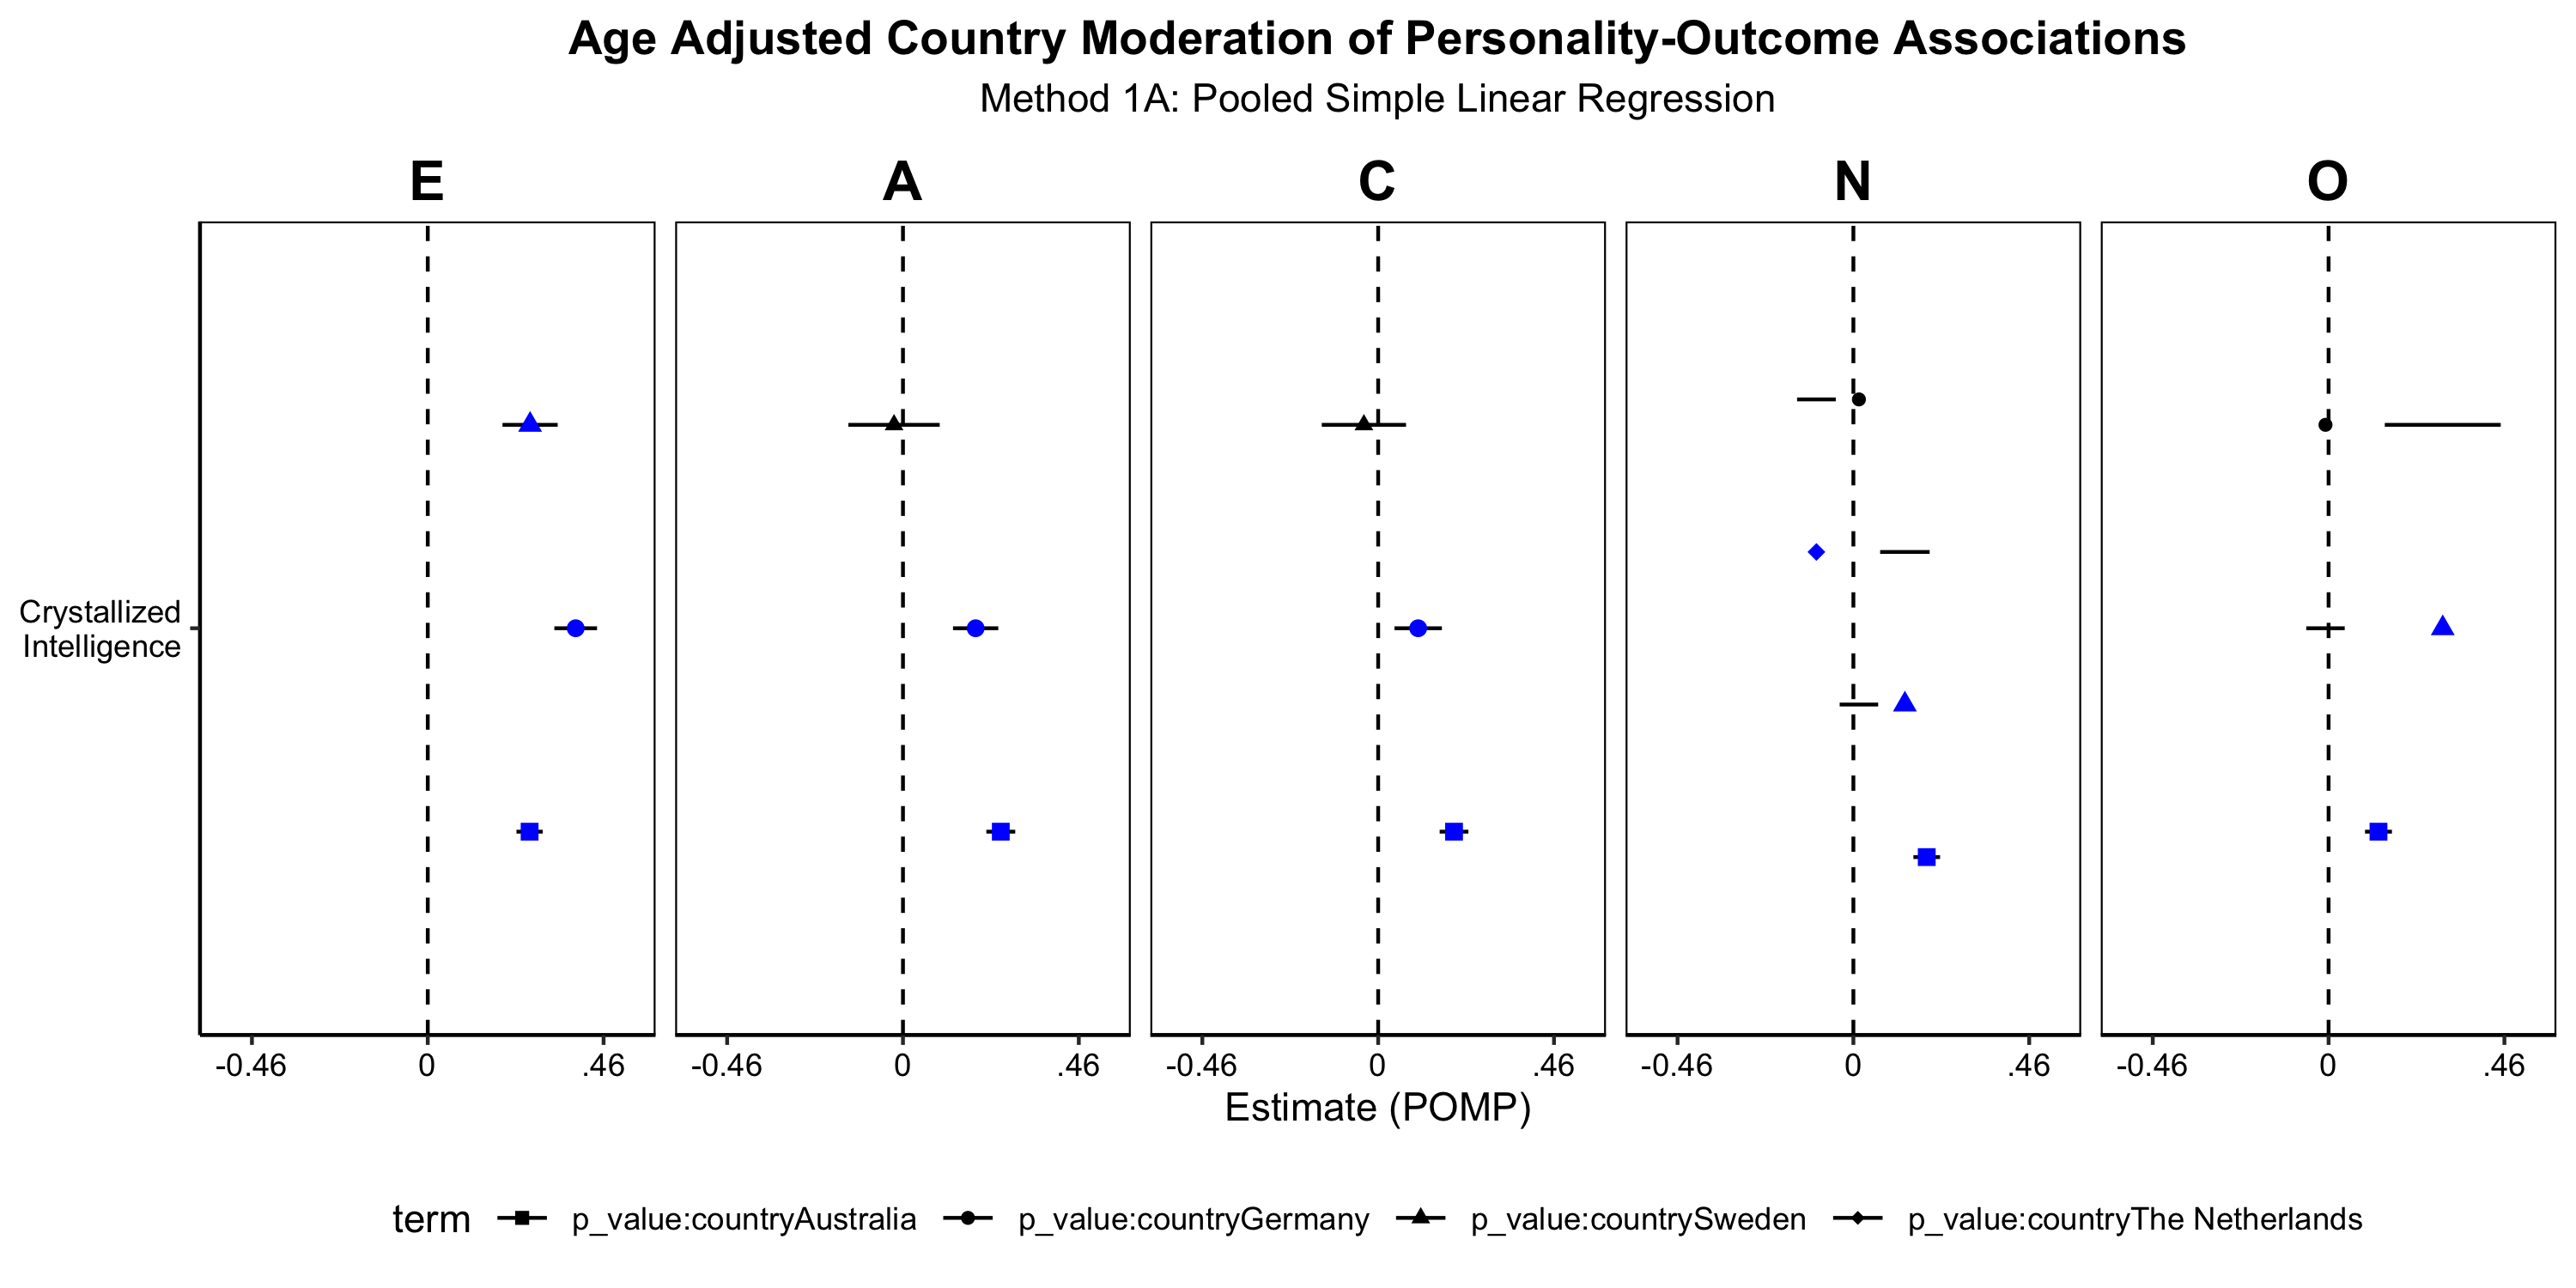 Age Adjusted Country Moderation of Personality-Outcome Associations
Method 1A: Pooled Simple Linear Regression
E A C N O
Crystallized
Intelligence
-0.46 0 .46 -0.46 0 .46 -0.46 0 .46 -0.46 0 .46 -0.46 0 .46
Estimate (POMP)
term p_value:countryAustralia p_value:countryGermany p_value:countrySweden p_value:countryThe Netherlands